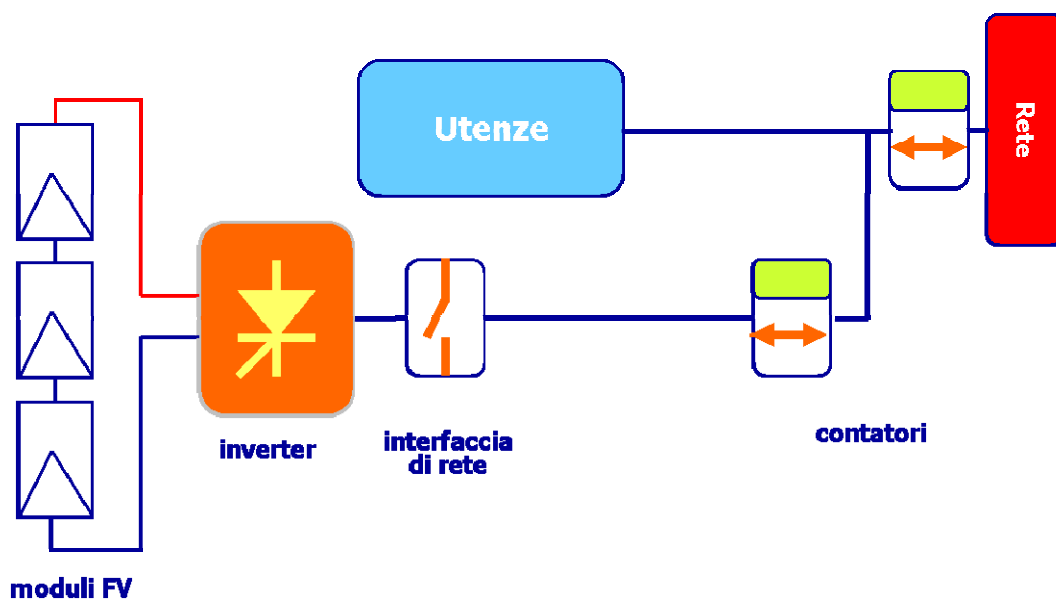 Utenze
Rete
inverter
interfaccia
di rete
contatori
moduli FV